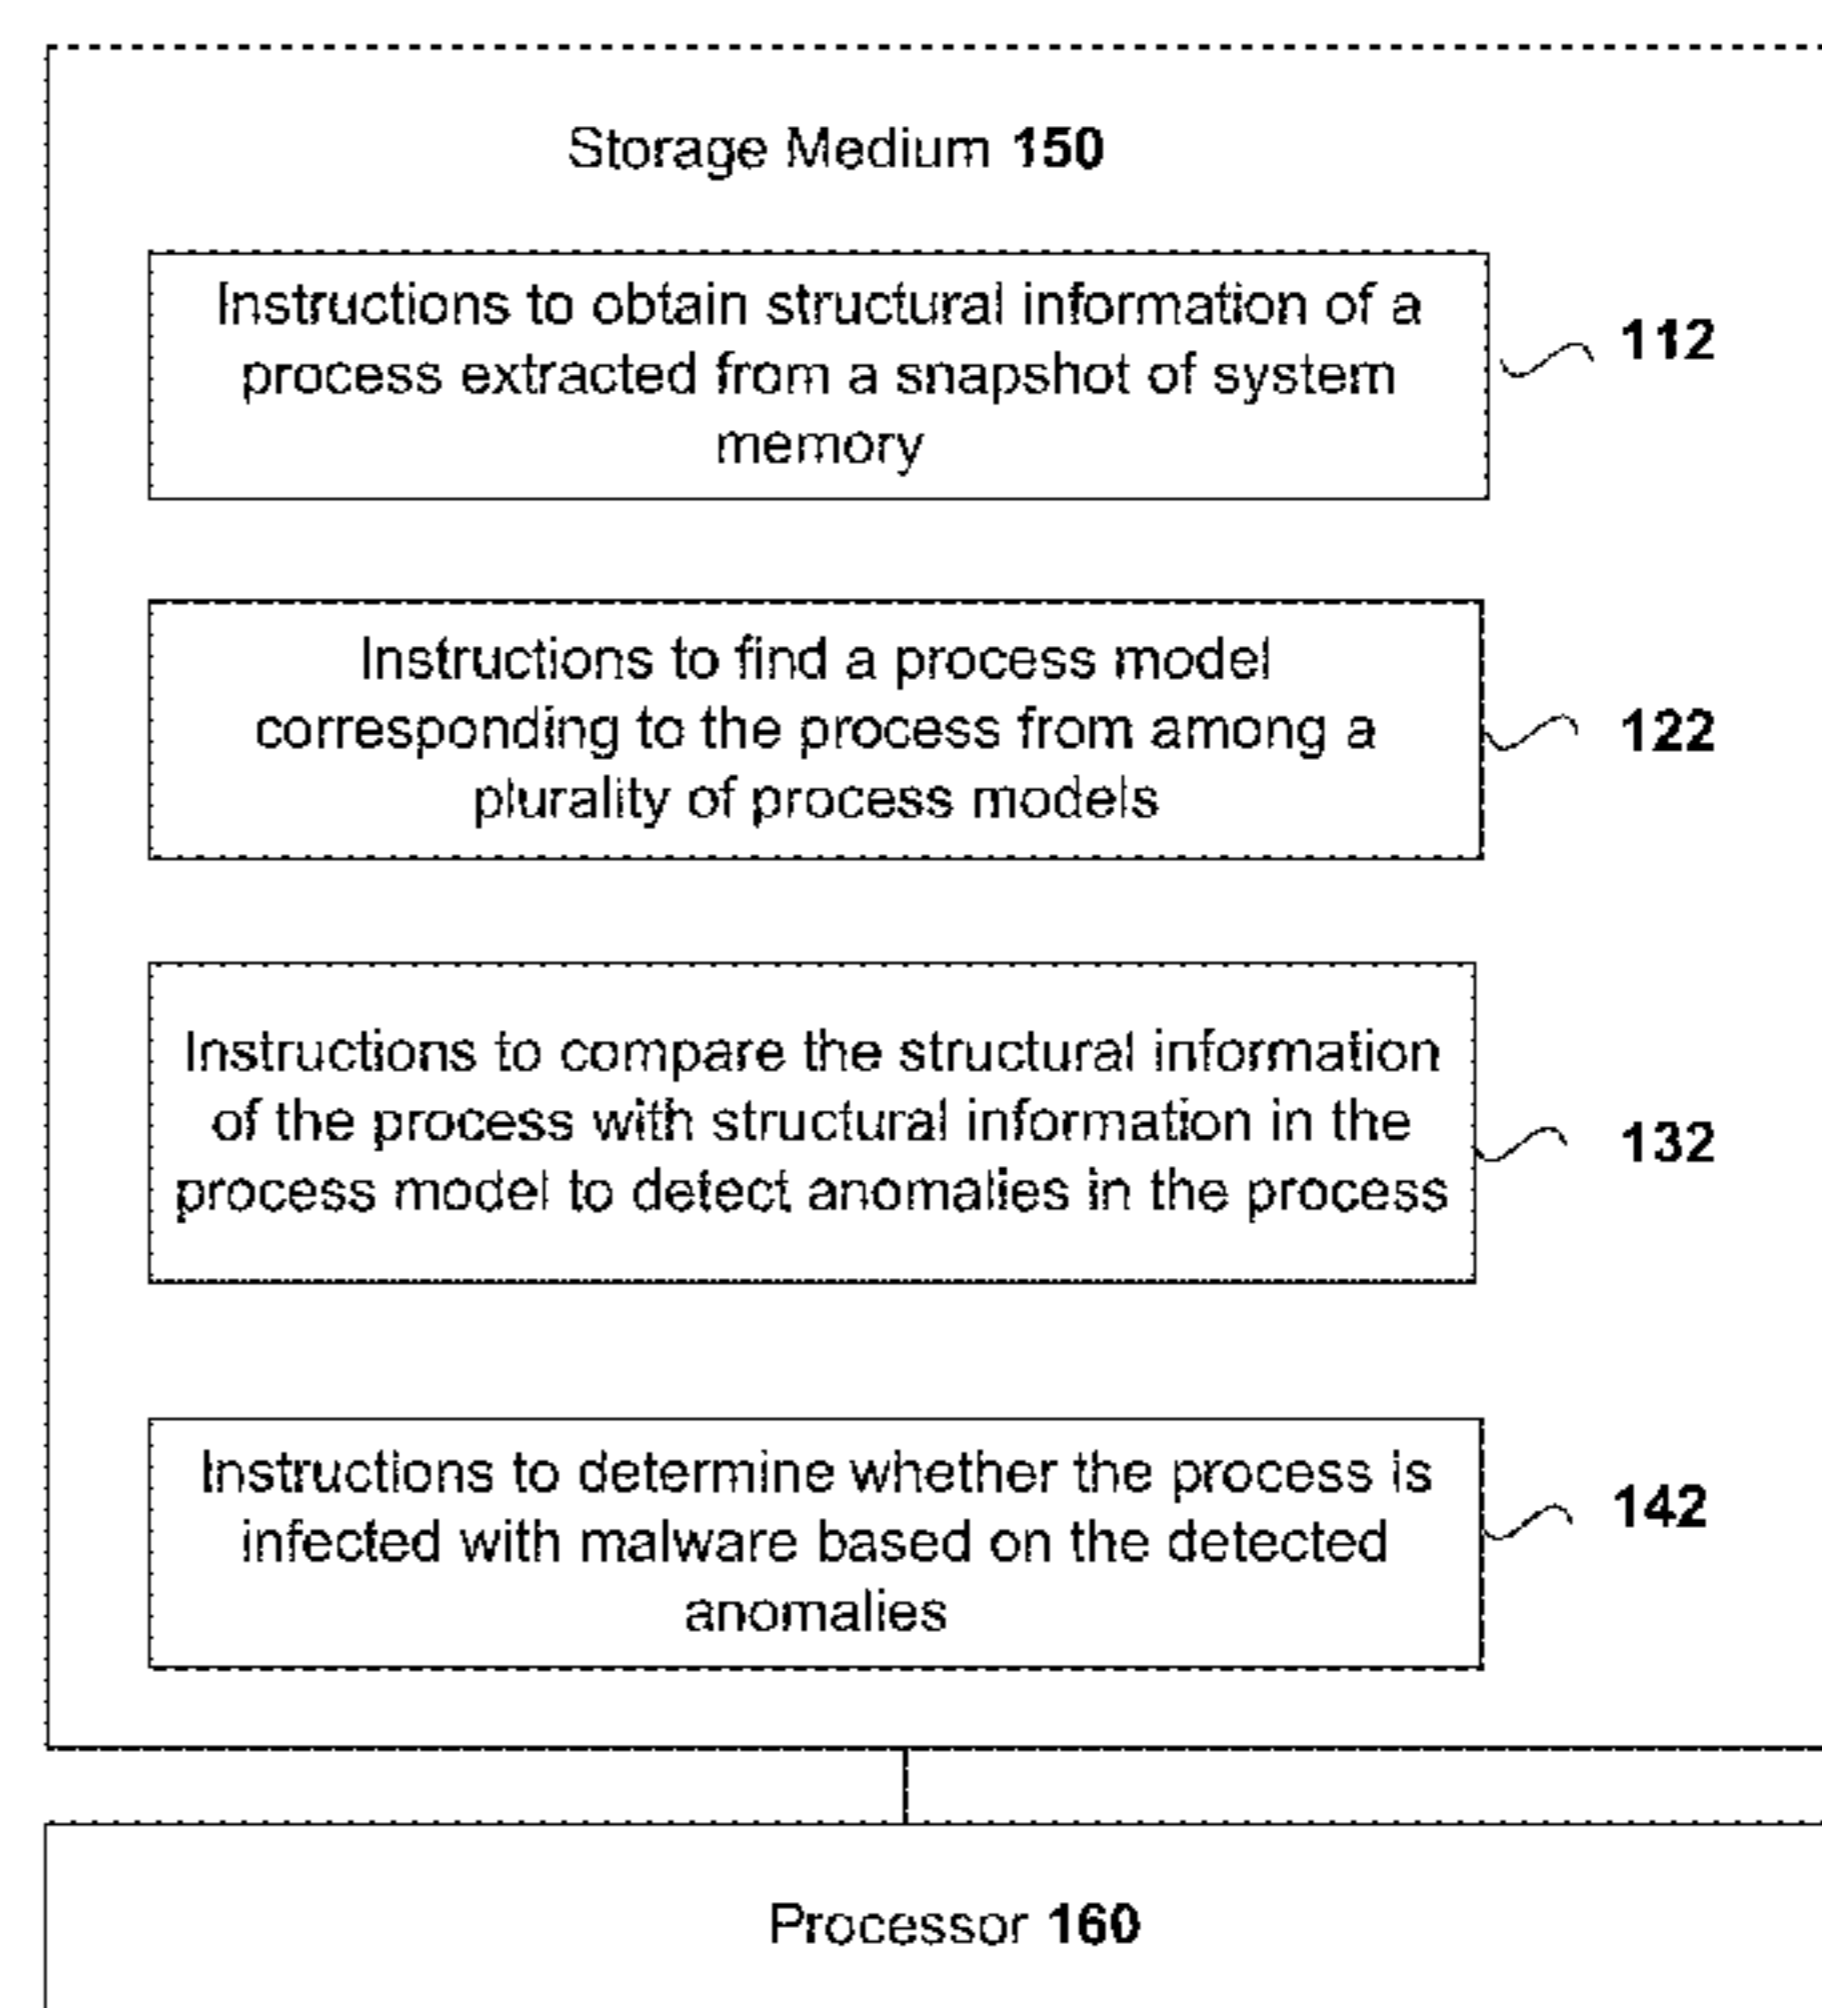 Storage Medium 150
Instructions to obtain structural information of a
process extracted from a snapshot of system
memory
112
Instructions to find a process model
corresponding to the process from among a
plurality of process models
122
Instructions to compare the structural information
of the process with structural information in the
process model to detect anomalies in the process
132
Instructions to determine whether the process is
infected with malware based on the detected
anomalies
142
Processor 160